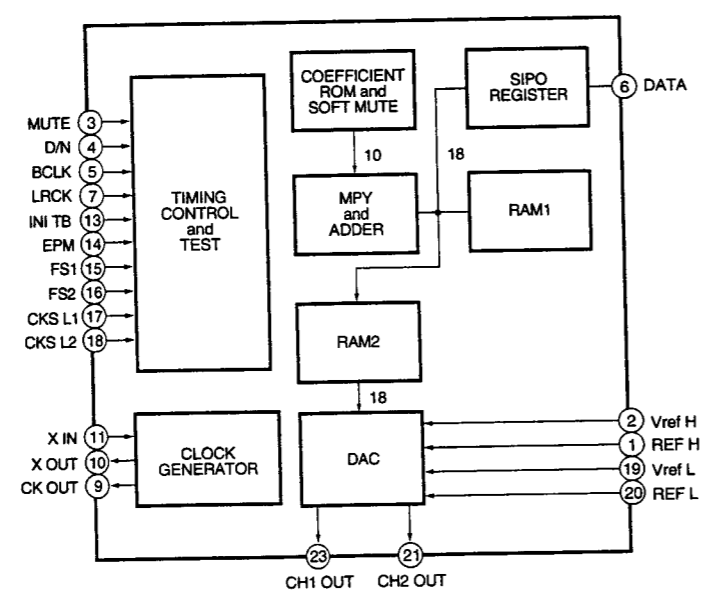 COEFFICIENT
ROM and
SOFT MUTE
SIPO
REGISTER
6 DATA
MUTE 3
D/N 4
BCLK 5
LRCK 7
INI TB 13
EPM 14
FS1 15
FS2 16
CKS L1 17
CKS L2 18
TIMING
CONTROL
and
TEST
10
18
MPY
and
ADDER
RAM1
RAM2
18
X IN 11
X OUT 10
CK OUT 9
CLOCK
GENERATOR
DAC
2 Vref H
1 REF H
19 Vref L
20 REF L
23
21
CH1 OUT
CH2 OUT